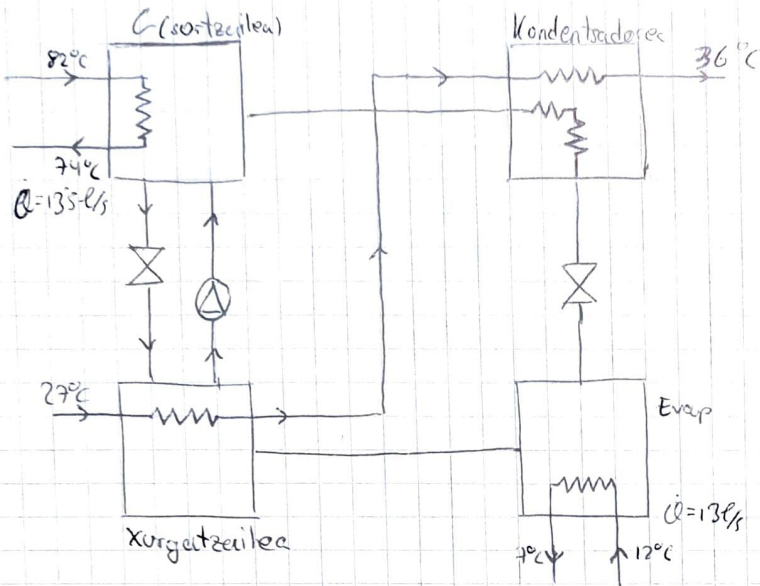 G (sortzailea)
Kondentsadorea
82°C
36°C
74°C
Q̇=13,5 l/s
27°C
Evap
Q̇=13 l/s
Xurgatzailea
7°C
12°C